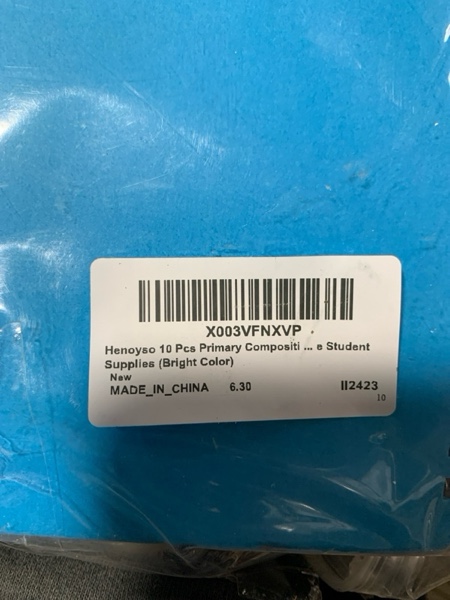 X003VFNXVP
Henoyso 10 Pcs Primary Compositi ... e Student
Supplies (Bright Color)
New
MADE_IN_CHINA 6.30 II2423
10